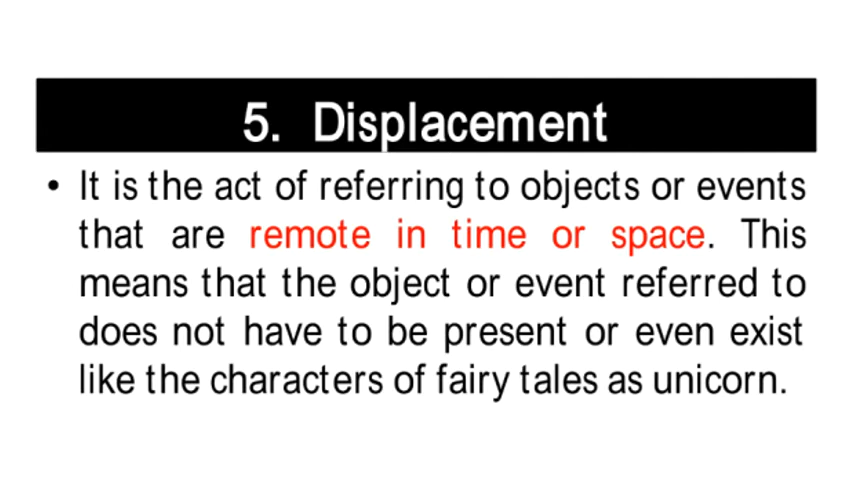 5. Displacement
• It is the act of referring to objects or events
that are remote in time or space. This
means that the object or event referred to
does not have to be present or even exist
like the characters of fairy tales as unicorn.